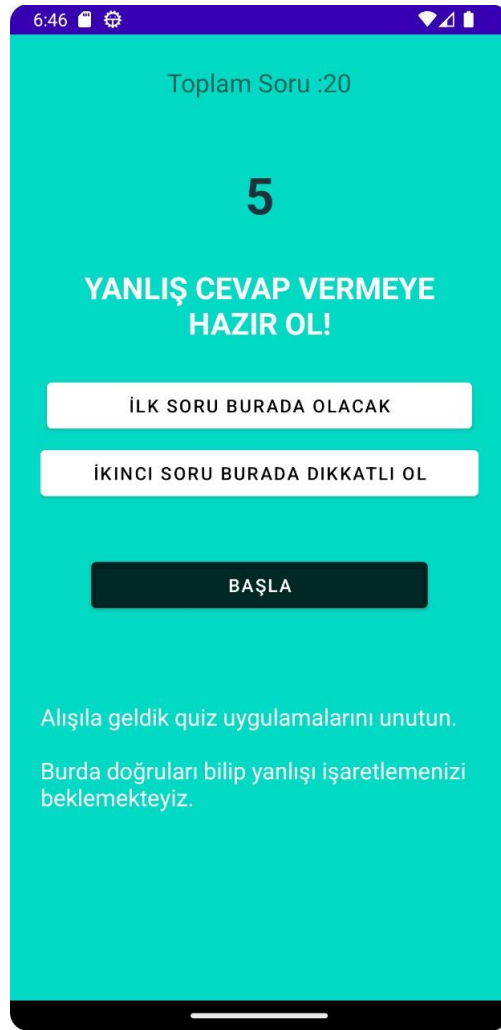 6:46
Toplam Soru :20
5
YANLIŞ CEVAP VERMEYE
HAZIR OL!
İLK SORU BURADA OLACAK
İKINCI SORU BURADA DIKKATLI OL
BAŞLA
Alışıla geldik quiz uygulamalarını unutun.
Burda doğruları bilip yanlışı işaretlemenizi
beklemekteyiz.